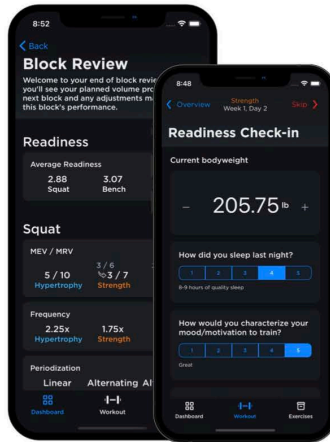 8:52
Back
Block Review
Welcome to your end of block revie
you'll see your planned volume pro
next block and any adjustments m
this block's performance.
Readiness
Average Readiness
2.88
Squat
3.07
Bench
Squat
MEV / MRV
5 / 10
Hypertrophy
3 / 6
3 / 7
Strength
Frequency
2.25x
Hypertrophy
1.75x
Strength
Periodization
Linear
Alternating
Al
Dashboard
Workout
8:48
Overview
Strength
Week 1, Day 2
Skip
Readiness Check-in
Current bodyweight
− 205.75 lb +
How did you sleep last night?
1 2 3 4 5
8-9 hours of quality sleep
How would you characterize your
mood/motivation to train?
1 2 3 4 5
Great
Dashboard
Workout
Exercises